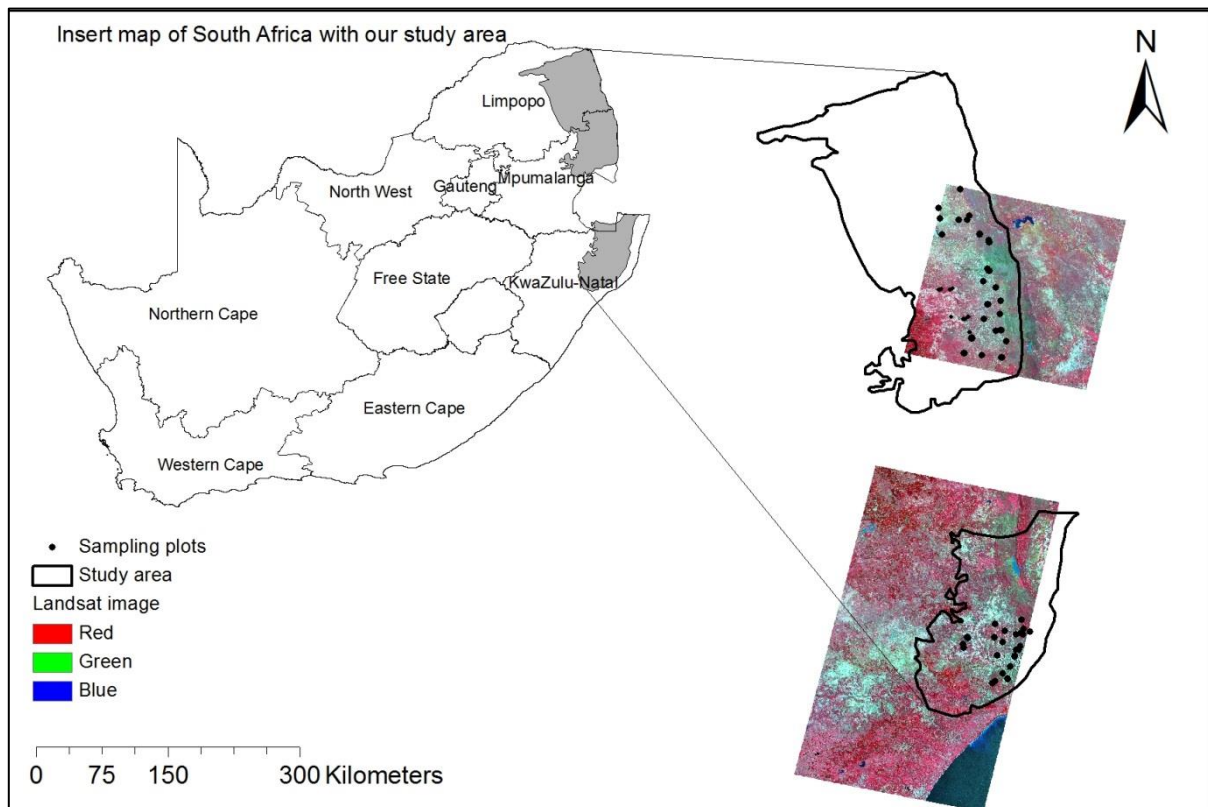 Insert map of South Africa with our study area
N
Limpopo
North West
Gauteng
Mpumalanga
Free State
KwaZulu-Natal
Northern Cape
Eastern Cape
Western Cape
Sampling plots
Study area
Landsat image
Red
Green
Blue
0 75 150 300 Kilometers